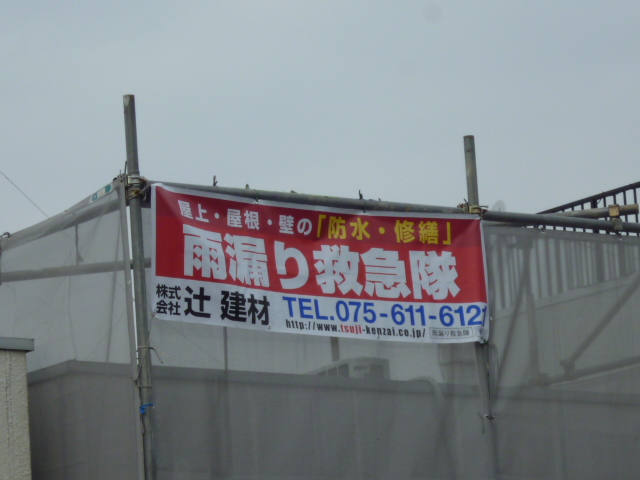 屋上・屋根・壁の「防水・修繕」
雨漏り救急隊
株式会社 辻 建材 TEL.075-611-6121
http://www.tsuji-kenzai.co.jp/ 雨漏り救急隊